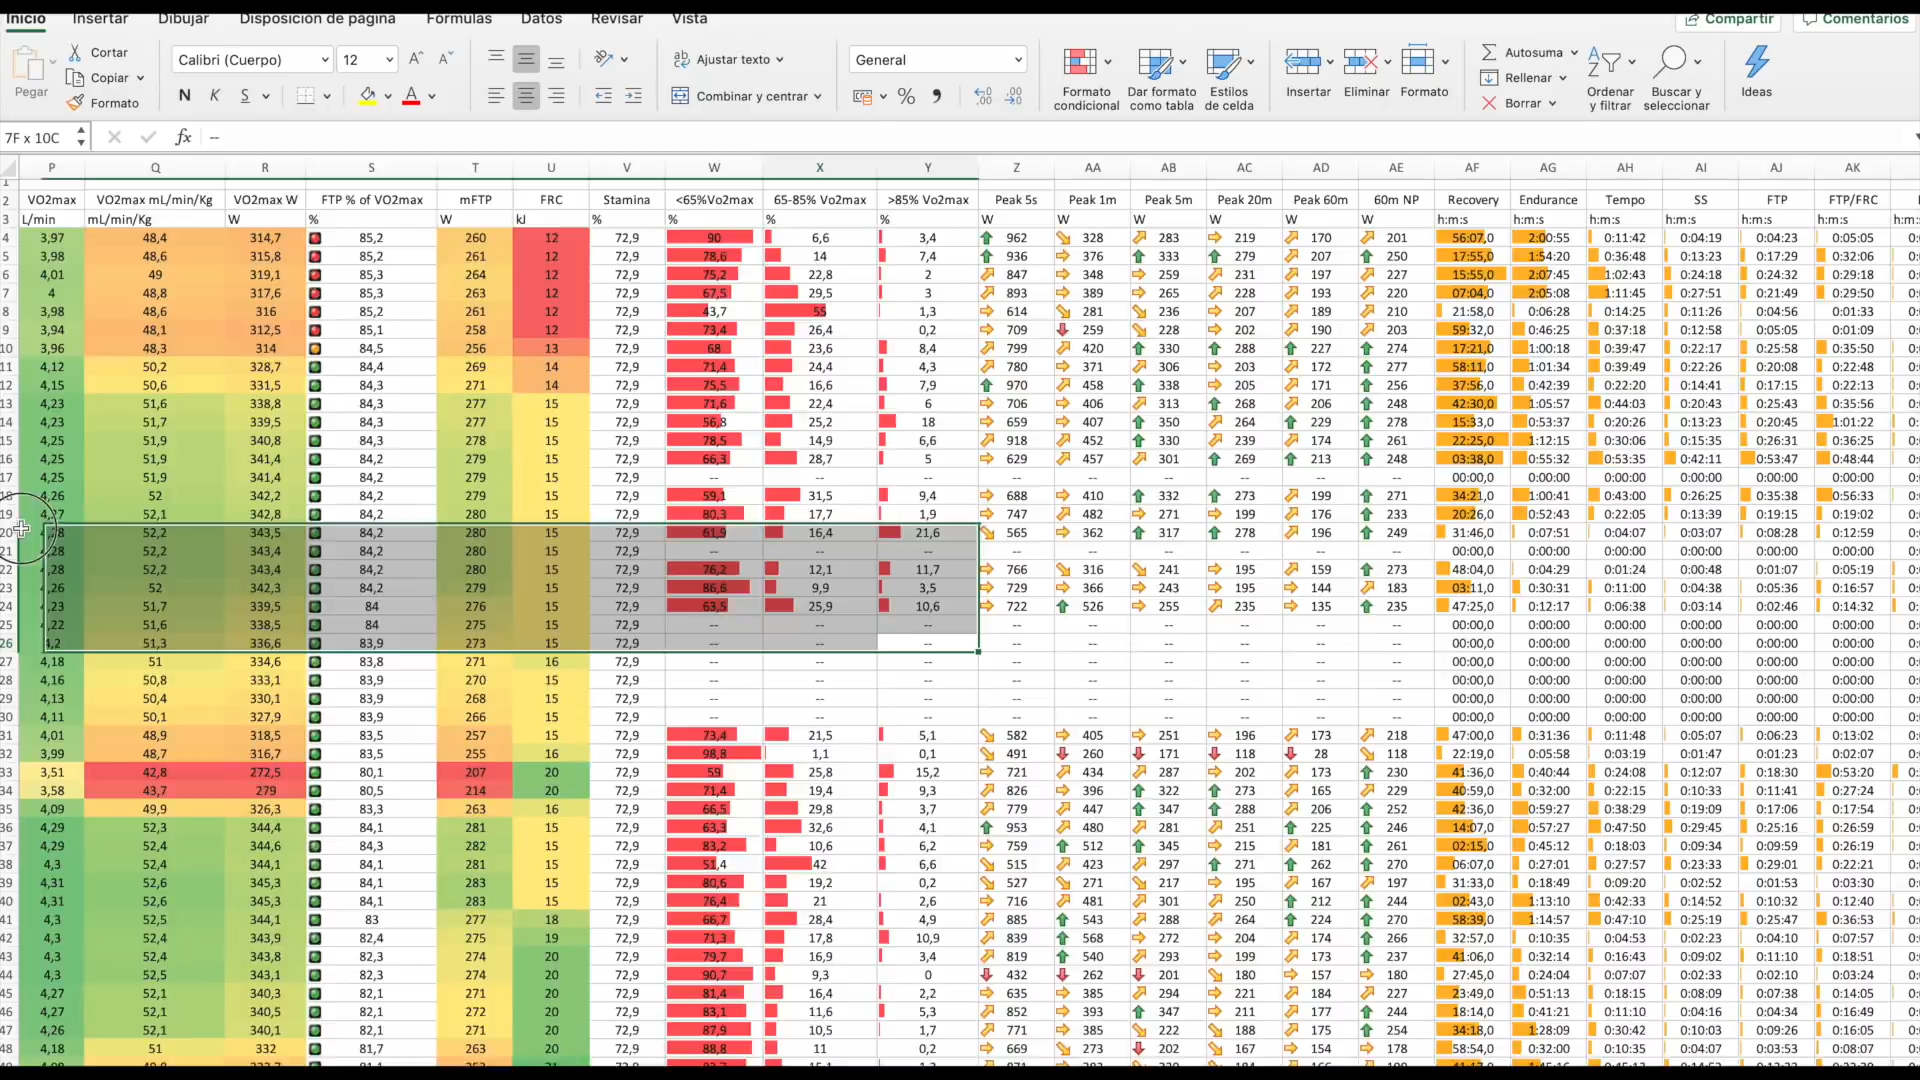 Inicio Insertar Dibujar Disposición de página Fórmulas Datos Revisar Vista Compartir Comentarios
Pegar Cortar Copiar Formato Calibri (Cuerpo) 12 N K S Ajustar texto Combinar y centrar General % Formato condicional Dar formato como tabla Estilos de celda Insertar Eliminar Formato Autosuma Rellenar Borrar Ordenar y filtrar Buscar y seleccionar Ideas
7F x 10C fx --
P Q R S T U V W X Y Z AA AB AC AD AE AF AG AH AI AJ AK
2 VO2max VO2max mL/min/Kg VO2max W FTP % of VO2max mFTP FRC Stamina <65%Vo2max 65-85% Vo2max >85% Vo2max Peak 5s Peak 1m Peak 5m Peak 20m Peak 60m 60m NP Recovery Endurance Tempo SS FTP FTP/FRC
3 L/min mL/min/Kg W % W kJ % % % % W W W W W W h:m:s h:m:s h:m:s h:m:s h:m:s h:m:s
4 3,97 48,4 314,7 85,2 260 12 72,9 90 6,6 3,4 962 328 283 219 170 201 56:07,0 2:00:55 0:11:42 0:04:19 0:04:23 0:05:05
5 3,98 48,6 315,8 85,3 261 12 72,9 78,6 14 7,4 936 376 333 279 207 250 17:55,0 1:54:20 0:36:48 0:13:23 0:17:29 0:32:06
6 4,01 49 319,1 85,3 264 12 72,9 75,2 22,8 2 847 348 259 231 197 227 15:55,0 2:07:45 1:02:43 0:24:18 0:24:32 0:29:18
7 4 48,8 317,6 85,3 263 12 72,9 67,5 29,5 3 893 389 265 228 193 220 07:04,0 2:05:08 1:11:45 0:27:51 0:21:49 0:29:50
8 3,98 48,6 316 85,2 261 12 72,9 43,7 55 1,3 614 281 236 207 189 210 21:58,0 0:06:28 0:14:25 0:11:26 0:04:56 0:01:33
9 3,94 48,1 312,5 85,1 258 12 72,9 73,4 26,4 0,2 709 259 228 202 190 203 59:32,0 0:46:25 0:37:18 0:12:58 0:05:05 0:01:09
10 3,96 48,3 314 84,5 256 13 72,9 68 23,6 8,4 799 420 330 288 227 274 17:21,0 1:00:18 0:39:47 0:22:17 0:25:58 0:35:50
11 4,12 50,2 328,7 84,4 269 14 72,9 71,4 24,4 4,3 780 371 306 203 172 277 58:11,0 1:01:34 0:39:49 0:22:26 0:20:08 0:22:48
12 4,15 50,6 331,5 84,3 271 14 72,9 75,5 16,6 7,9 970 458 338 205 171 256 37:56,0 0:42:39 0:22:20 0:14:41 0:17:15 0:22:13
13 4,23 51,6 338,8 84,3 277 15 72,9 71,6 22,4 6 706 406 313 268 206 248 42:30,0 1:05:57 0:44:03 0:20:43 0:25:43 0:35:56
14 4,23 51,7 339,5 84,3 277 15 72,9 56,8 25,2 18 659 407 350 264 229 278 15:33,0 0:53:37 0:20:26 0:13:23 0:20:45 1:01:22
15 4,25 51,9 340,8 84,2 278 15 72,9 78,5 14,9 6,6 918 452 330 239 174 261 22:25,0 1:12:15 0:30:06 0:15:35 0:26:31 0:36:25
16 4,25 51,9 341,4 84,2 279 15 72,9 66,3 28,7 5 629 457 301 269 213 248 03:38,0 0:55:32 0:53:35 0:42:11 0:53:47 0:48:44
17 4,25 51,9 341,4 84,2 279 15 72,9 -- -- -- -- -- -- -- -- -- 00:00,0 0:00:00 0:00:00 0:00:00 0:00:00 0:00:00
18 4,26 52 342,2 84,2 279 15 72,9 59,1 31,5 9,4 688 410 332 273 199 271 34:21,0 1:00:41 0:43:00 0:26:25 0:35:38 0:56:33
19 4,27 52,1 342,8 84,2 280 15 72,9 80,3 17,7 1,9 747 482 271 199 176 233 20:26,0 0:52:43 0:22:05 0:13:39 0:19:15 0:19:02
20 52,2 343,5 84,2 280 15 72,9 61,9 16,4 21,6 565 362 317 278 196 249 31:46,0 0:07:51 0:04:07 0:03:07 0:08:28 0:12:59
21 4,28 52,2 343,4 84,2 280 15 72,9 -- -- -- -- -- -- -- -- -- 00:00,0 0:00:00 0:00:00 0:00:00 0:00:00 0:00:00
22 4,28 52,2 343,4 84,2 280 15 72,9 76,2 12,1 11,7 766 316 241 195 159 273 48:04,0 0:04:29 0:01:24 0:00:48 0:01:07 0:05:19
23 4,26 52 342,3 84,2 279 15 72,9 86,6 9,9 3,5 729 366 243 195 144 183 03:11,0 0:30:31 0:11:00 0:04:38 0:05:36 0:16:57
24 4,23 51,7 339,5 84 276 15 72,9 63,5 25,9 10,6 722 526 255 235 135 235 47:25,0 0:12:17 0:06:38 0:03:14 0:02:46 0:14:32
25 4,22 51,6 338,5 84 275 15 72,9 -- -- -- -- -- -- -- -- 00:00,0 0:00:00 0:00:00 0:00:00 0:00:00 0:00:00
26 4,2 51,3 336,6 83,9 273 15 72,9 -- -- -- -- -- -- -- -- 00:00,0 0:00:00 0:00:00 0:00:00 0:00:00 0:00:00
27 4,18 51 334,6 83,8 271 16 72,9 -- -- -- -- -- -- -- -- -- 00:00,0 0:00:00 0:00:00 0:00:00 0:00:00 0:00:00
28 4,16 50,8 333,1 83,9 270 15 72,9 -- -- -- -- -- -- -- -- -- 00:00,0 0:00:00 0:00:00 0:00:00 0:00:00 0:00:00
29 4,13 50,4 330,1 83,9 268 15 72,9 -- -- -- -- -- -- -- -- -- 00:00,0 0:00:00 0:00:00 0:00:00 0:00:00 0:00:00
30 4,11 50,1 327,9 83,9 266 15 72,9 -- -- -- -- -- -- -- -- -- 00:00,0 0:00:00 0:00:00 0:00:00 0:00:00 0:00:00
31 4,01 48,9 318,5 83,5 257 15 72,9 73,4 21,5 5,1 582 405 251 196 173 218 47:00,0 0:31:36 0:11:48 0:05:07 0:06:23 0:13:02
32 3,99 48,7 316,7 83,5 255 16 72,9 98,8 1,1 0,1 491 260 171 118 28 118 22:19,0 0:05:58 0:03:19 0:01:47 0:01:23 0:02:07
33 3,51 42,8 272,5 80,1 207 20 72,9 59 25,8 15,2 721 434 287 202 173 230 41:36,0 0:40:44 0:24:08 0:12:07 0:18:30 0:53:20
34 3,58 43,7 279 80,5 214 20 72,9 71,4 19,4 9,3 826 396 322 273 165 229 40:59,0 0:32:00 0:22:15 0:10:33 0:11:41 0:27:24
35 4,09 49,9 326,3 83,3 263 16 72,9 66,5 29,8 3,7 779 447 347 288 206 252 42:36,0 0:59:27 0:38:29 0:19:09 0:17:06 0:17:54
36 4,29 52,3 344,4 84,1 281 15 72,9 63,3 32,6 4,1 953 480 281 251 225 246 14:07,0 0:57:27 0:47:50 0:29:45 0:25:16 0:26:59
37 4,29 52,4 344,6 84,1 282 15 72,9 83,2 10,6 6,2 759 512 345 215 181 261 02:15,0 0:45:12 0:18:03 0:09:34 0:09:59 0:26:19
38 4,3 52,4 344,1 84,1 281 15 72,9 51,4 42 6,6 515 423 297 271 262 270 06:07,0 0:27:01 0:27:57 0:23:33 0:29:01 0:22:21
39 4,31 52,6 345,3 84,1 283 15 72,9 80,6 19,2 0,2 527 271 217 195 167 197 31:33,0 0:18:49 0:09:20 0:02:52 0:01:53 0:03:30
40 4,31 52,6 345,3 84,1 283 15 72,9 76,4 21 2,6 716 481 301 250 212 244 02:43,0 1:13:10 0:42:33 0:14:52 0:10:32 0:12:40
41 4,3 52,5 344,1 83 277 18 72,9 66,7 28,4 4,9 885 543 288 264 224 270 58:39,0 1:14:57 0:47:10 0:25:19 0:25:47 0:36:53
42 4,3 52,4 343,9 82,4 275 19 72,9 71,3 17,8 10,9 839 568 272 204 174 266 32:57,0 0:10:35 0:04:53 0:02:23 0:04:10 0:07:57
43 4,3 52,4 343,8 82,3 274 20 72,9 79,7 16,9 3,4 819 540 293 199 173 237 41:06,0 0:32:14 0:16:43 0:09:02 0:11:10 0:18:51
44 4,3 52,5 343,1 82,3 274 20 72,9 90,7 9,3 0 432 262 201 180 157 180 27:45,0 0:24:04 0:07:07 0:02:33 0:02:10 0:03:24
45 4,27 52,1 340,3 82,1 271 20 72,9 81,4 16,4 2,2 635 385 294 221 184 227 23:49,0 0:51:13 0:18:15 0:08:09 0:07:38 0:14:05
46 4,27 52,1 340,5 82,1 272 20 72,9 83,1 11,6 5,3 852 393 347 211 177 244 18:14,0 0:41:21 0:11:10 0:04:16 0:04:34 0:16:49
47 4,26 52,1 340,1 82,1 271 20 72,9 87,9 10,5 1,7 771 385 222 188 175 254 34:18,0 1:28:09 0:30:42 0:10:03 0:09:26 0:16:05
48 4,18 51 332 81,7 263 20 72,9 88,8 11 0,2 669 273 202 167 154 178 58:54,0 0:32:00 0:10:35 0:04:07 0:03:53 0:08:07